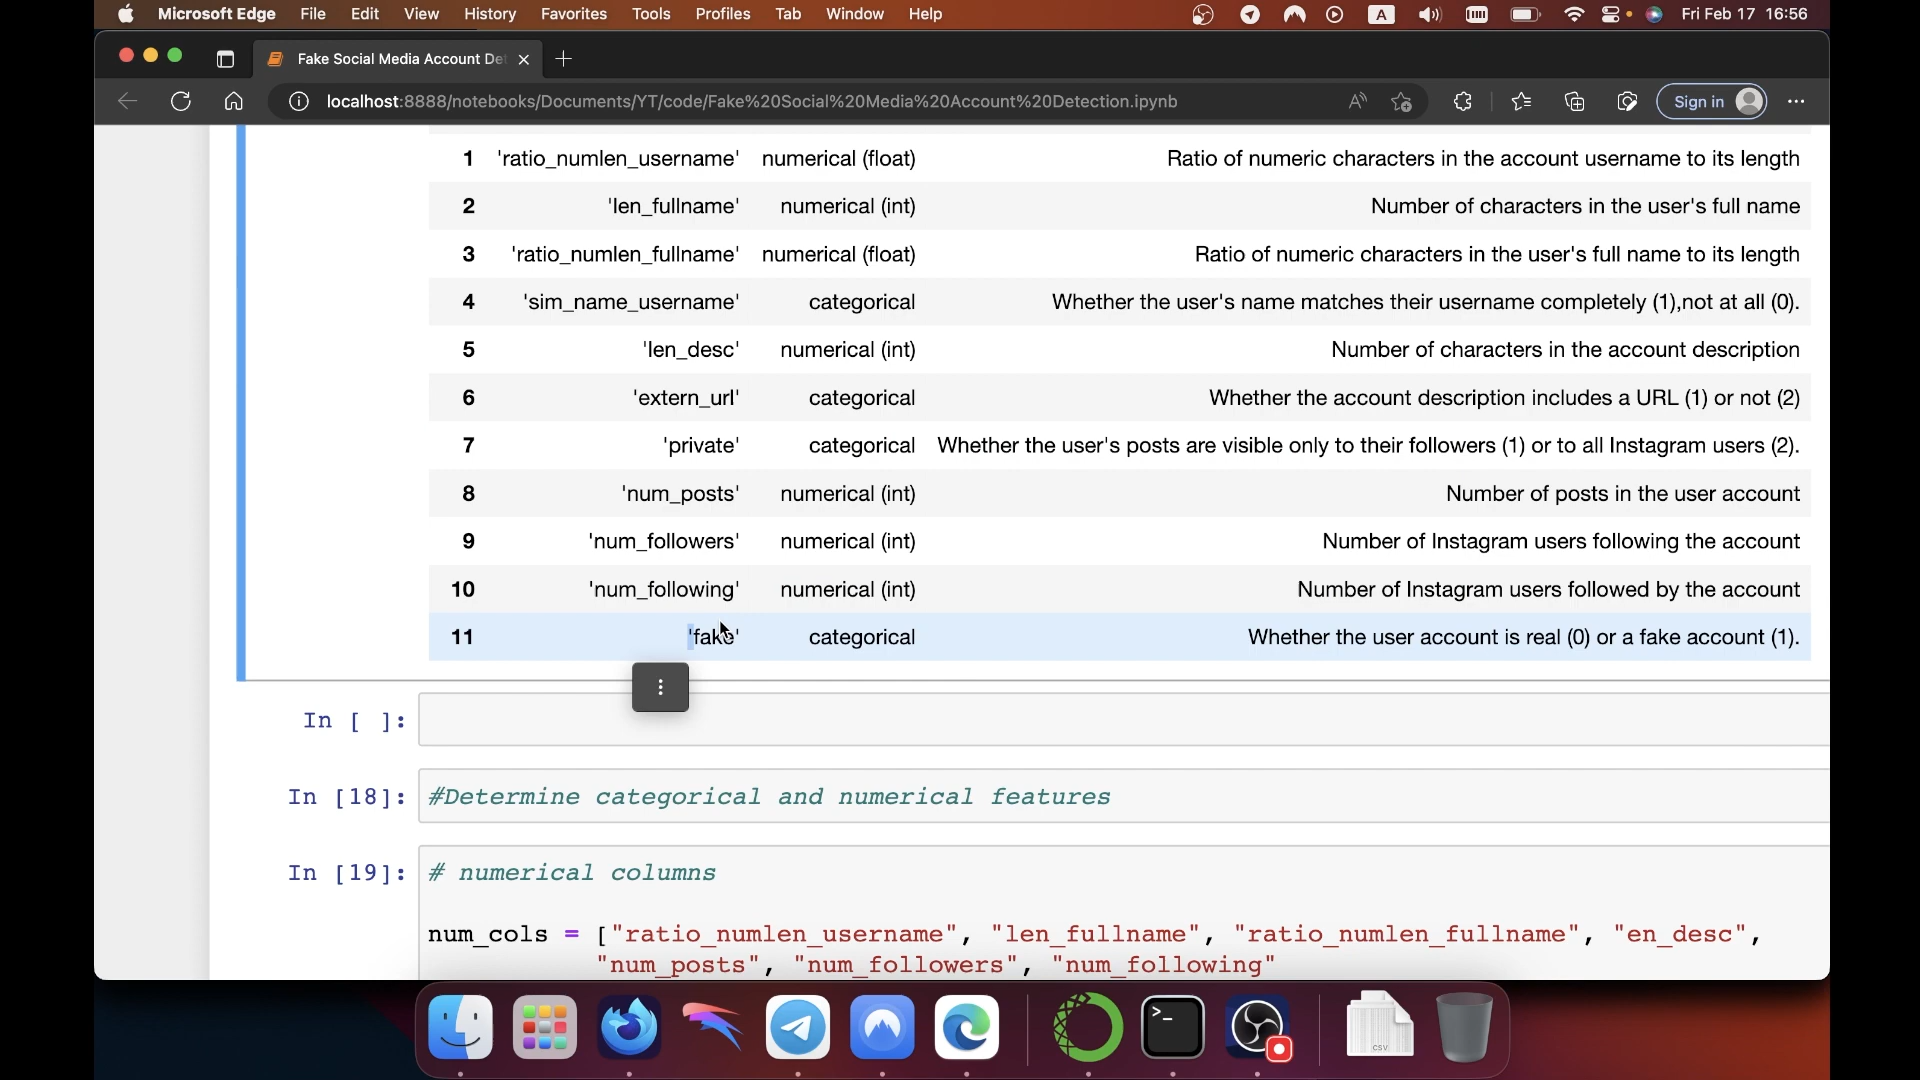 Microsoft Edge File Edit View History Favorites Tools Profiles Tab Window Help A Fri Feb 17 16:56
Fake Social Media Account Det
localhost:8888/notebooks/Documents/YT/code/Fake%20Social%20Media%20Account%20Detection.ipynb Sign in
1 'ratio_numlen_username' numerical (float) Ratio of numeric characters in the account username to its length
2 'len_fullname' numerical (int) Number of characters in the user's full name
3 'ratio_numlen_fullname' numerical (float) Ratio of numeric characters in the user's full name to its length
4 'sim_name_username' categorical Whether the user's name matches their username completely (1),not at all (0).
5 'len_desc' numerical (int) Number of characters in the account description
6 'extern_url' categorical Whether the account description includes a URL (1) or not (2)
7 'private' categorical Whether the user's posts are visible only to their followers (1) or to all Instagram users (2).
8 'num_posts' numerical (int) Number of posts in the user account
9 'num_followers' numerical (int) Number of Instagram users following the account
10 'num_following' numerical (int) Number of Instagram users followed by the account
11 'fake' categorical Whether the user account is real (0) or a fake account (1).
In [ ]:
In [18]: #Determine categorical and numerical features
In [19]: # numerical columns
num_cols = ["ratio_numlen_username", "len_fullname", "ratio_numlen_fullname", "en_desc",
"num_posts", "num_followers", "num_following"
CSV